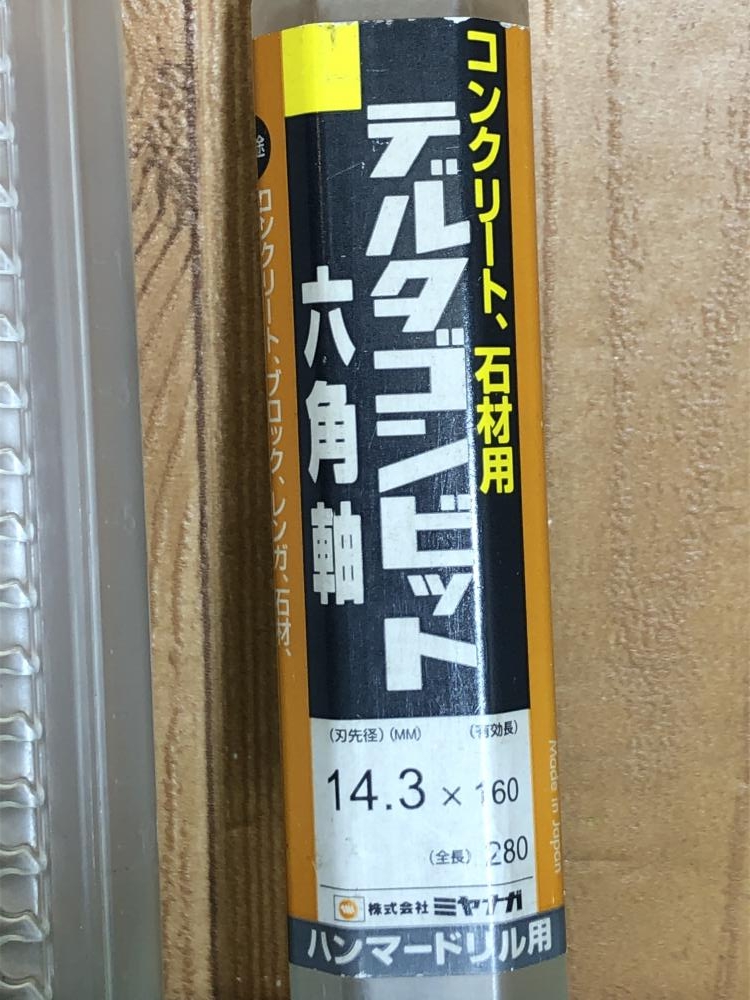 コンクリート、石材用
デルタゴンビット
六角軸
コンクリート、ブロック、レンガ、石材、
(刃先径)(MM) (有効長)
14.3 × 160
(全長) 280
株式会社 ミヤナガ
ハンマードリル用
Made in Japan